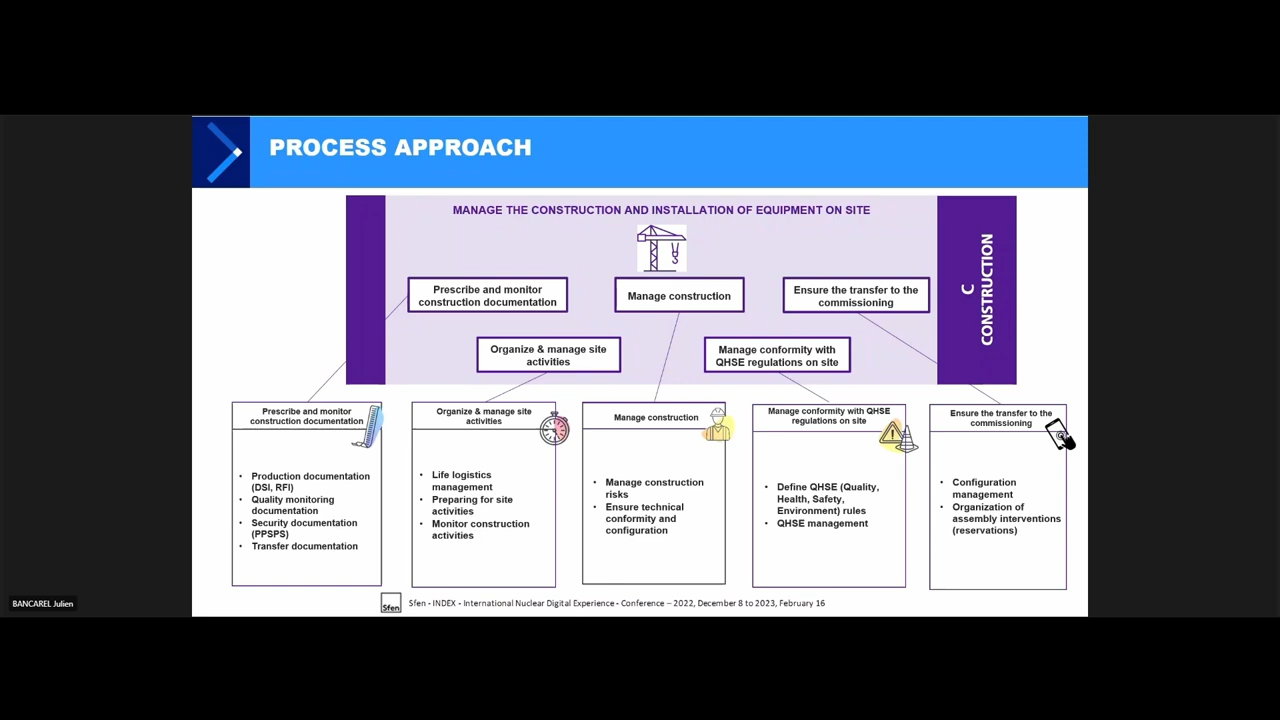 PROCESS APPROACH
MANAGE THE CONSTRUCTION AND INSTALLATION OF EQUIPMENT ON SITE
Prescribe and monitor
construction documentation
Manage construction
Ensure the transfer to the
commissioning
Organize & manage site
activities
Manage conformity with
QHSE regulations on site
C
CONSTRUCTION
Prescribe and monitor
construction documentation
• Production documentation
(DSI, RFI)
• Quality monitoring
documentation
• Security documentation
(PPSPS)
• Transfer documentation
Organize & manage site
activities
• Life logistics
management
• Preparing for site
activities
• Monitor construction
activities
Manage construction
• Manage construction
risks
• Ensure technical
conformity and
configuration
Manage conformity with QHSE
regulations on site
• Define QHSE (Quality,
Health, Safety,
Environment) rules
• QHSE management
Ensure the transfer to the
commissioning
• Configuration
management
• Organization of
assembly interventions
(reservations)
BANCAREL Julien
Sfen
Sfen - INDEX - International Nuclear Digital Experience - Conference – 2022, December 8 to 2023, February 16